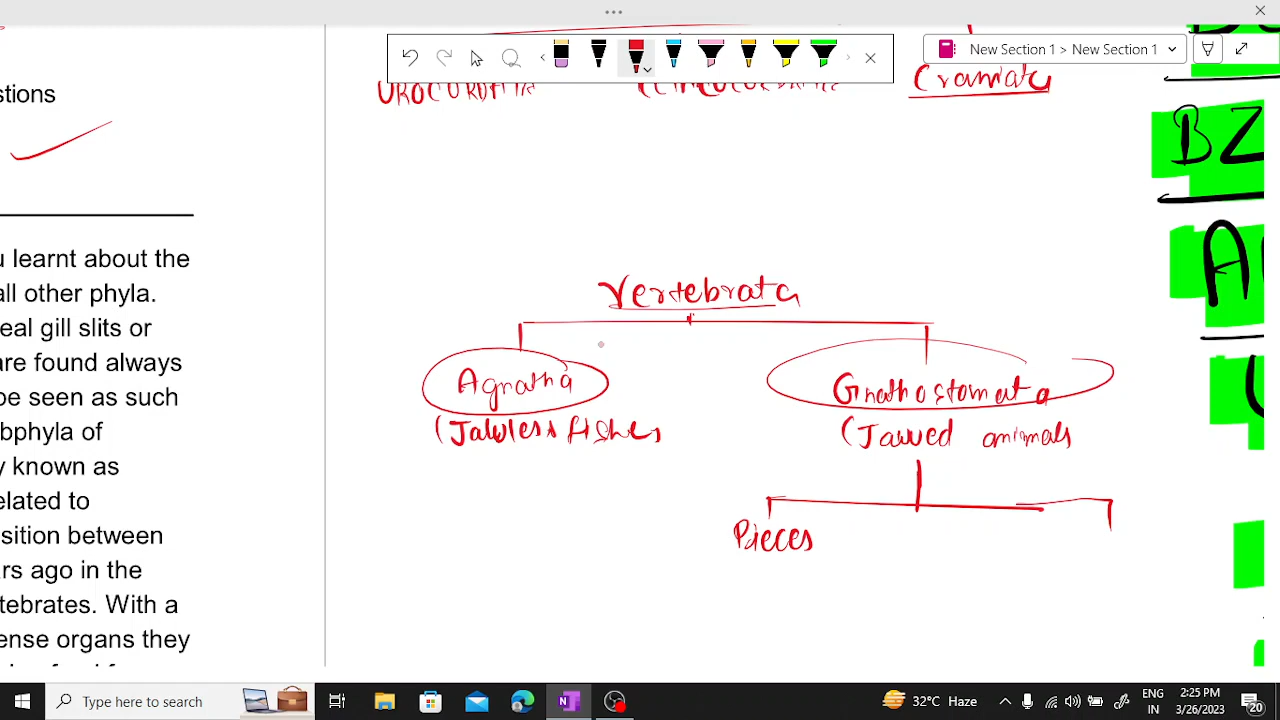 New Section 1 > New Section 1
stions
Craniata
BZ
u learnt about the
all other phyla.
eal gill slits or
are found always
be seen as such
bphyla of
y known as
elated to
sition between
rs ago in the
tebrates. With a
ense organs they
Vertebrata
Agnatha
Gnathostomata
(Jawless fishes
(Jawed animals
Pieces
Type here to search
32°C Haze
ENG
IN
2:25 PM
3/26/2023
20